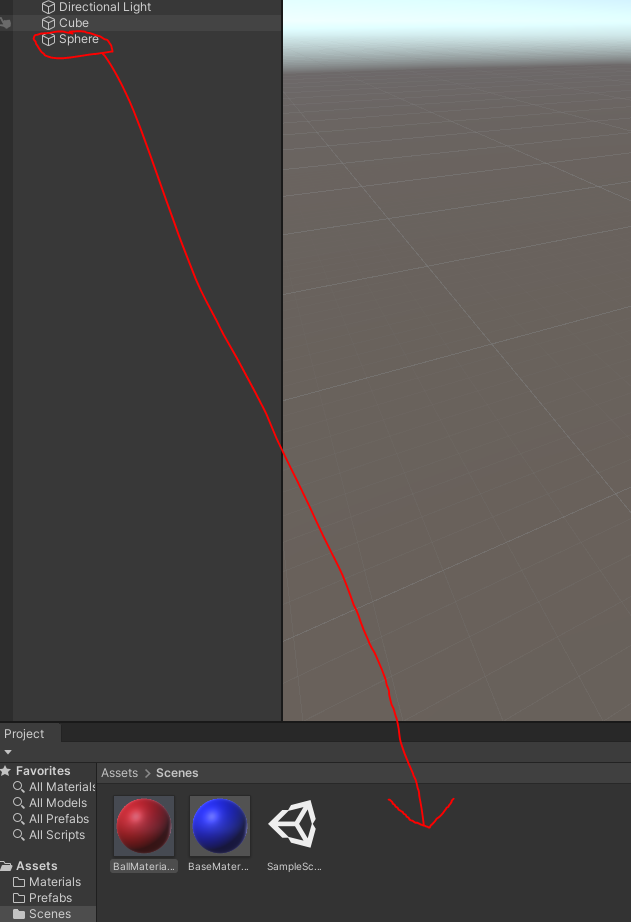 Directional Light
Cube
Sphere
Project
Favorites
All Materials
All Models
All Prefabs
All Scripts
Assets
Materials
Prefabs
Scenes
Assets > Scenes
BallMateria...
BaseMater...
SampleSc...